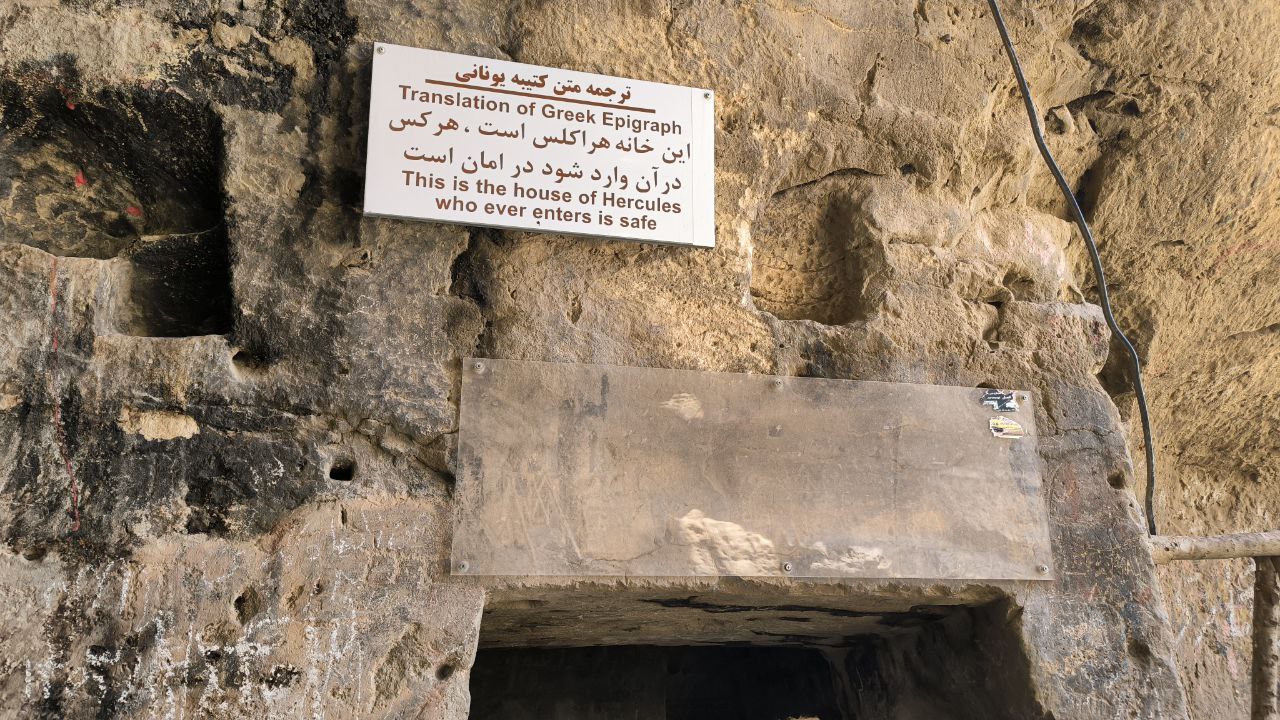 ترجمه متن کتیبه یونانی
Translation of Greek Epigraph
این خانه هراکلس است ، هرکس
درآن وارد شود در امان است
This is the house of Hercules
who ever enters is safe